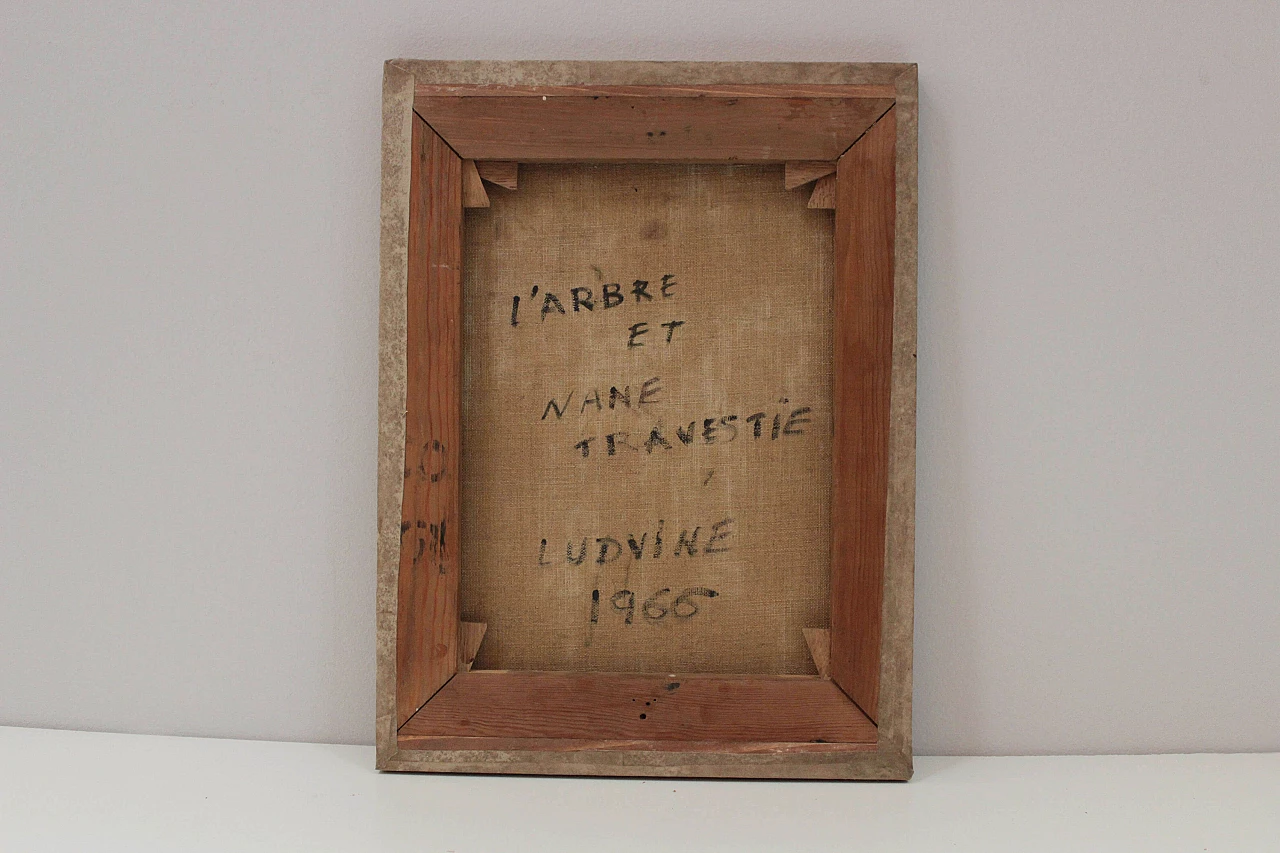 l'ARBRE
ET
NANE
TRAVESTIE
LUDVINE
1966